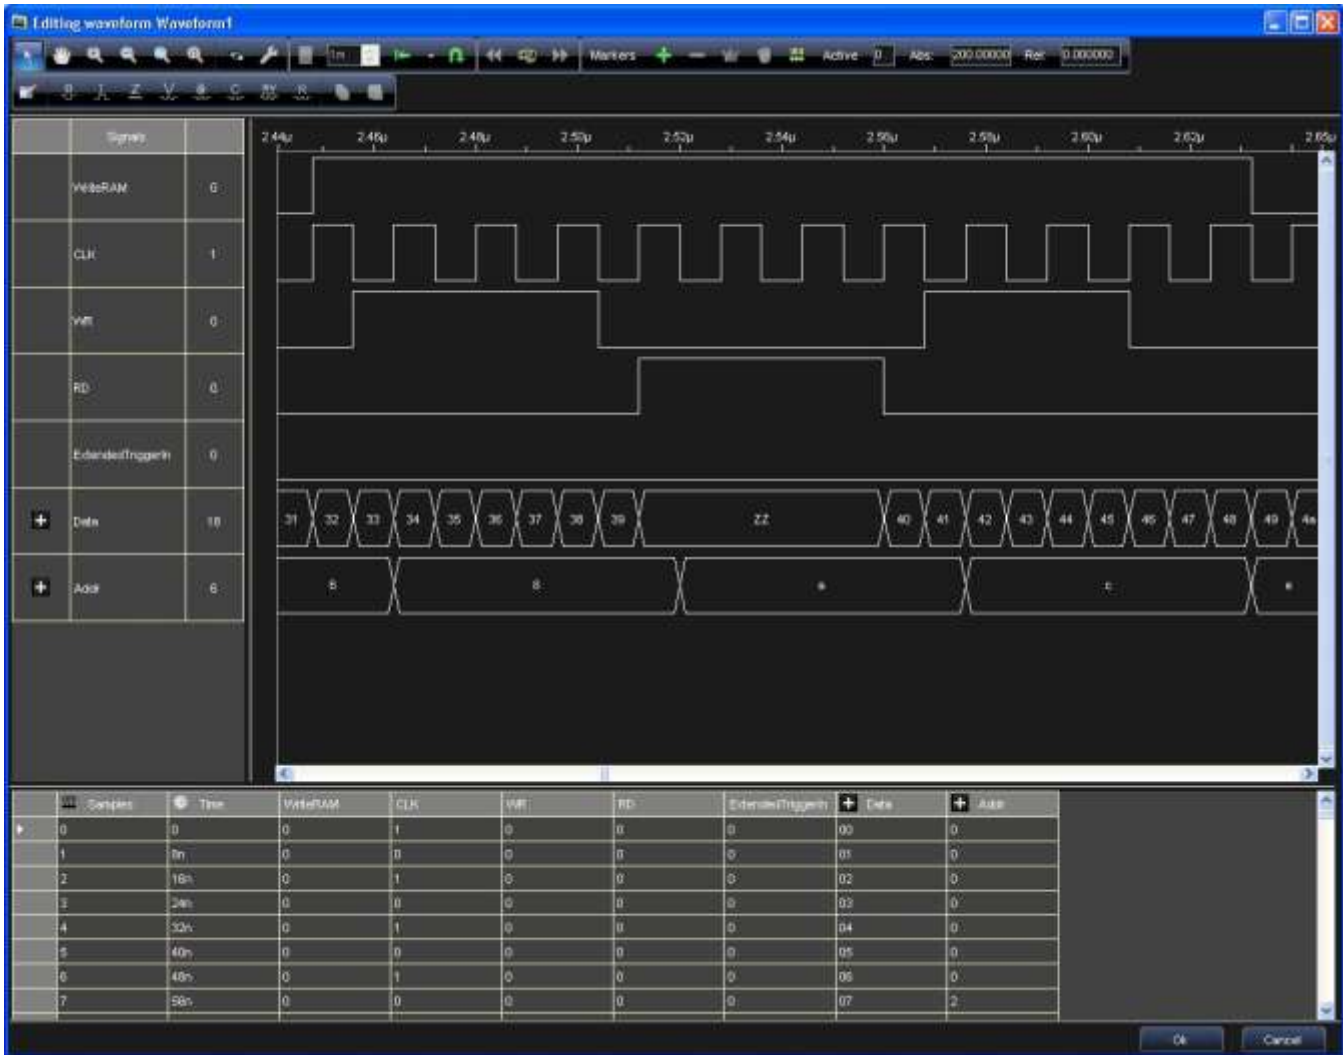 Editing waveform Waveform1
1m Markers Active 0 Abs: 200.00000 Rel: 0.000000
Signals 2.44µ 2.46µ 2.48µ 2.50µ 2.52µ 2.54µ 2.56µ 2.58µ 2.60µ 2.62µ 2.65µ
WriteRAM
CLK 1
WR 0
RD 0
ExtendedTriggerIn 0
Data 31 32 33 34 35 36 37 38 39 ZZ 40 41 42 43 44 45 46 47 48 49 4a
Addr 6 8 a c e
Samples Time WriteRAM CLK WR RD ExtendedTriggerIn Data Addr
0 0 0 1 0 0 0 00 0
1 8n 0 0 0 0 0 01 0
2 16n 0 1 0 0 0 02 0
3 24n 0 0 0 0 0 03 0
4 32n 0 1 0 0 0 04 0
5 40n 0 0 0 0 0 05 0
6 48n 0 1 0 0 0 06 0
7 56n 0 0 0 0 0 07 2
Ok Cancel